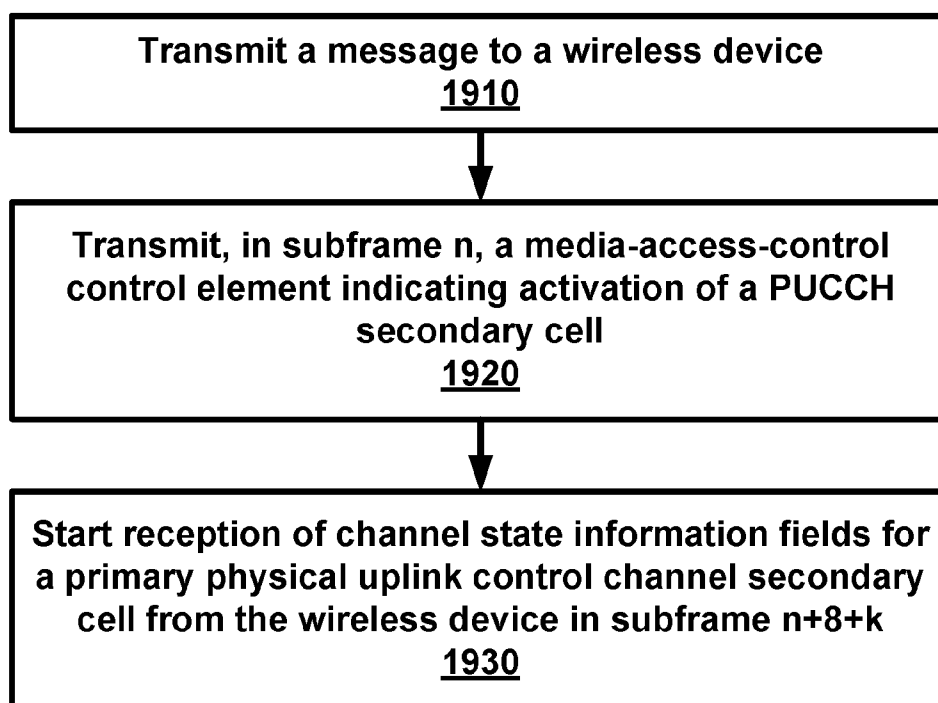 Transmit a message to a wireless device
1910
Transmit, in subframe n, a media-access-control
control element indicating activation of a PUCCH
secondary cell
1920
Start reception of channel state information fields for
a primary physical uplink control channel secondary
cell from the wireless device in subframe n+8+k
1930